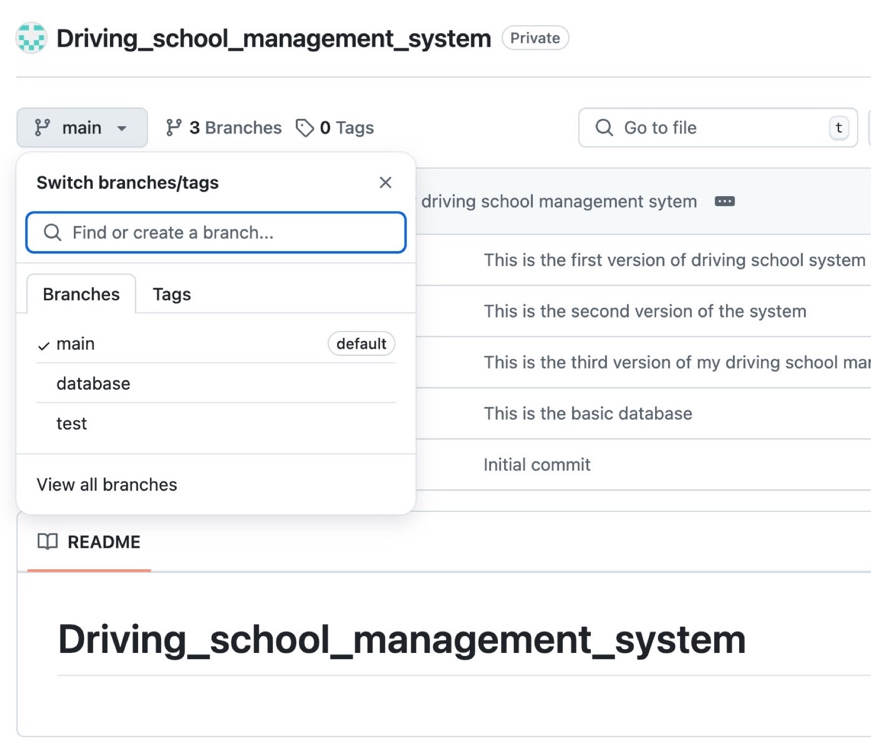 Driving_school_management_system Private
main 3 Branches 0 Tags Go to file t
Switch branches/tags
driving school management sytem
Find or create a branch...
This is the first version of driving school system
Branches Tags
This is the second version of the system
main default
This is the third version of my driving school
database
This is the basic database
test
Initial commit
View all branches
README
Driving_school_management_system